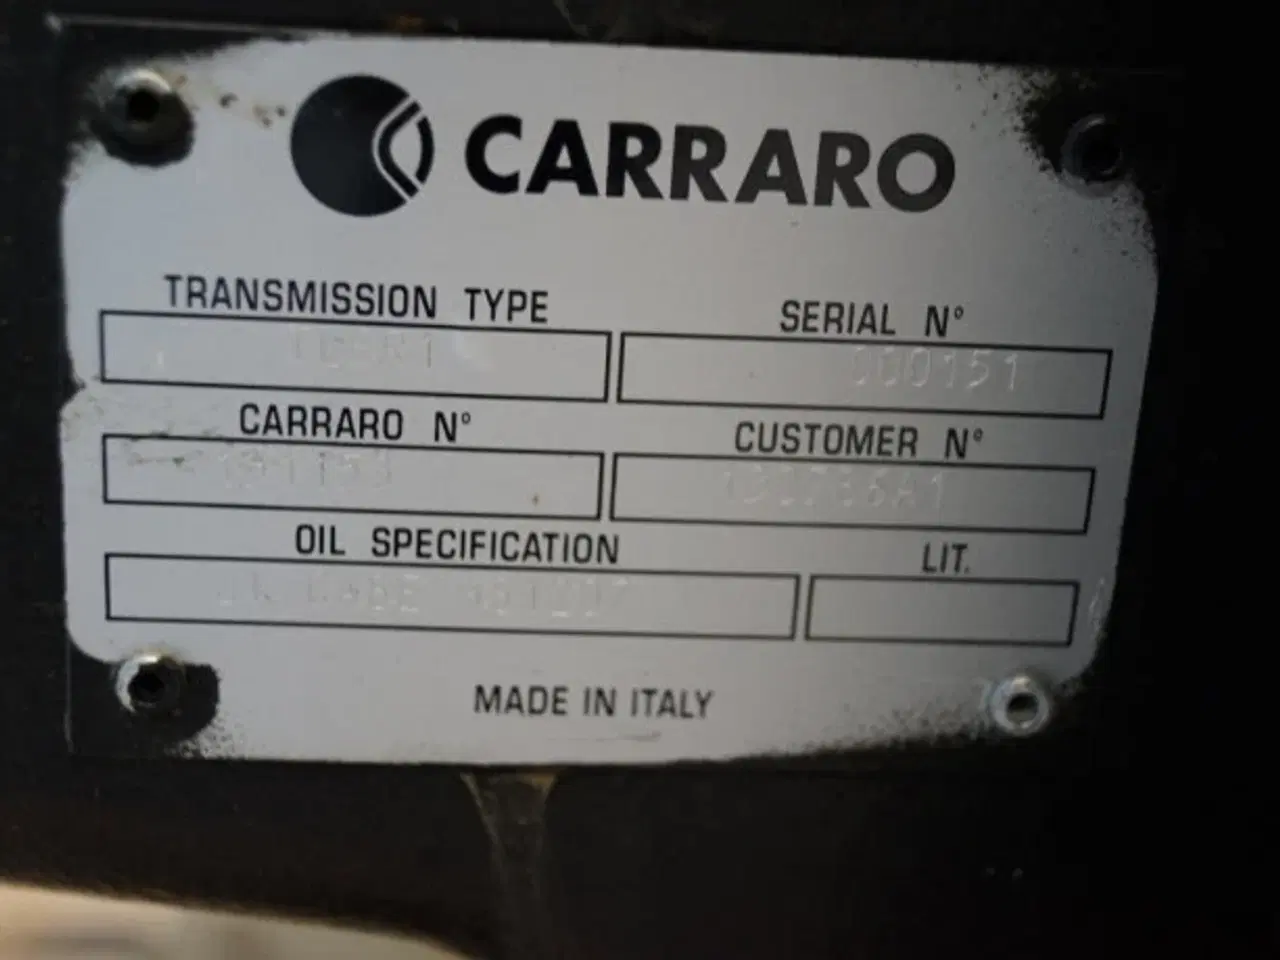 CARRARO
TRANSMISSION TYPE SERIAL N°
000151
CARRARO N° CUSTOMER N°
OIL SPECIFICATION LIT.
MADE IN ITALY